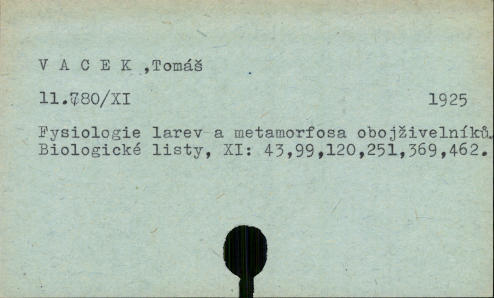 V A C E K ,Tomáš
11.780/XI 1925
Fysiologie larev a metamorfosa obojživelníků.
Biologické listy, XI: 43,99,120,251,369,462.